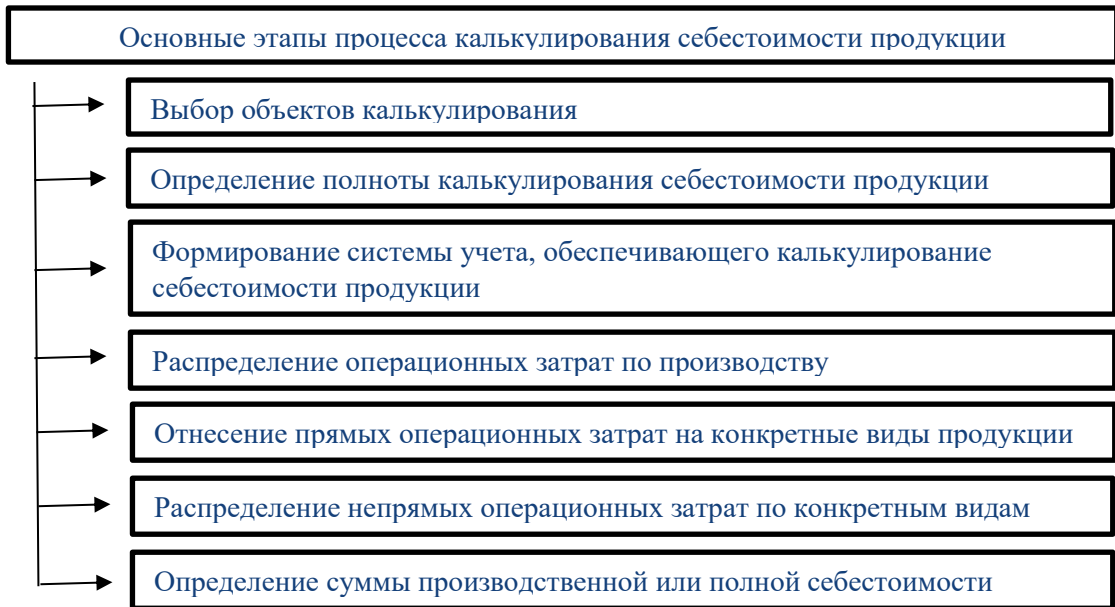 Основные этапы процесса калькулирования себестоимости продукции
Выбор объектов калькулирования
Определение полноты калькулирования себестоимости продукции
Формирование системы учета, обеспечивающего калькулирование
себестоимости продукции
Распределение операционных затрат по производству
Отнесение прямых операционных затрат на конкретные виды продукции
Распределение непрямых операционных затрат по конкретным видам
Определение суммы производственной или полной себестоимости